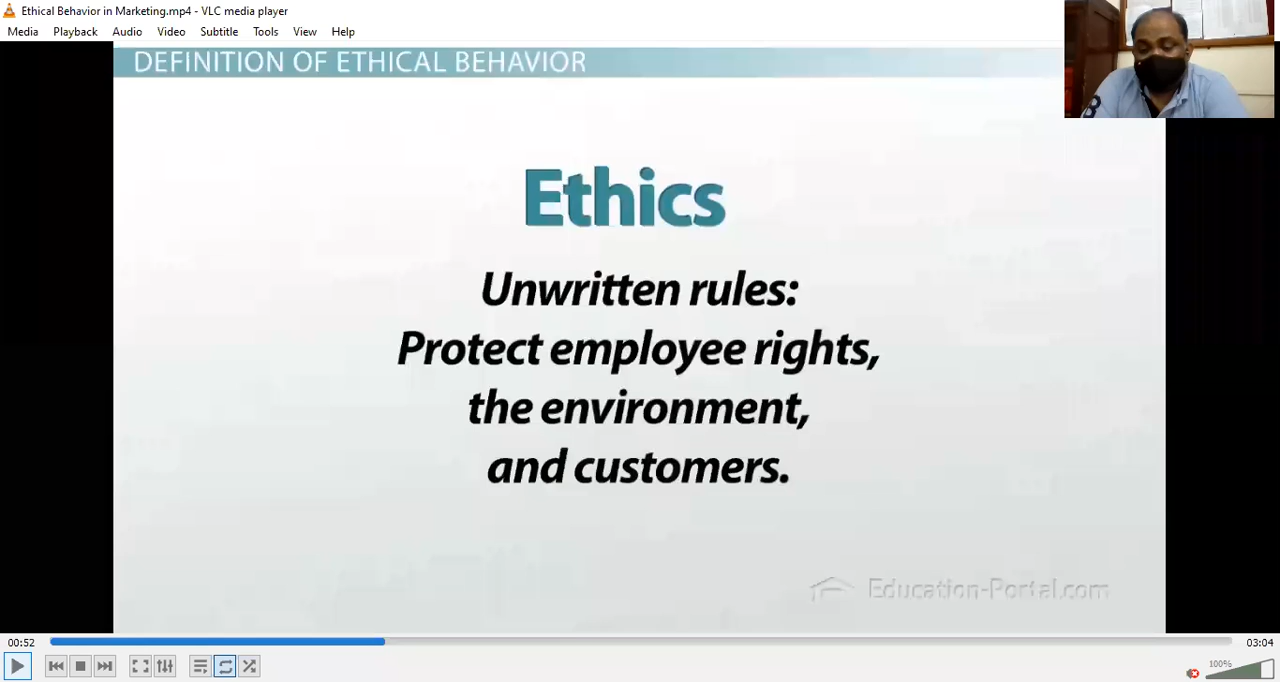 Ethical Behavior in Marketing.mp4 - VLC media player
Media Playback Audio Video Subtitle Tools View Help
DEFINITION OF ETHICAL BEHAVIOR
Ethics
Unwritten rules:
Protect employee rights,
the environment,
and customers.
Education-Portal.com
00:52
03:04
100%